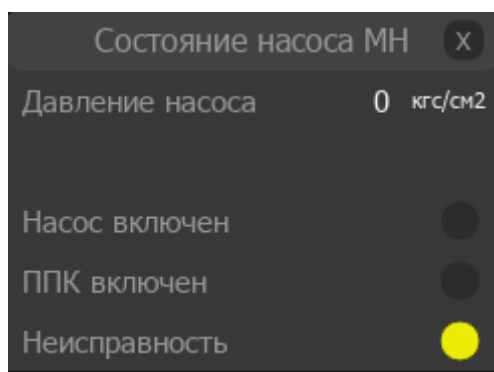 Состояние насоса МН X
Давление насоса 0 кгс/см2
Насос включен
ППК включен
Неисправность